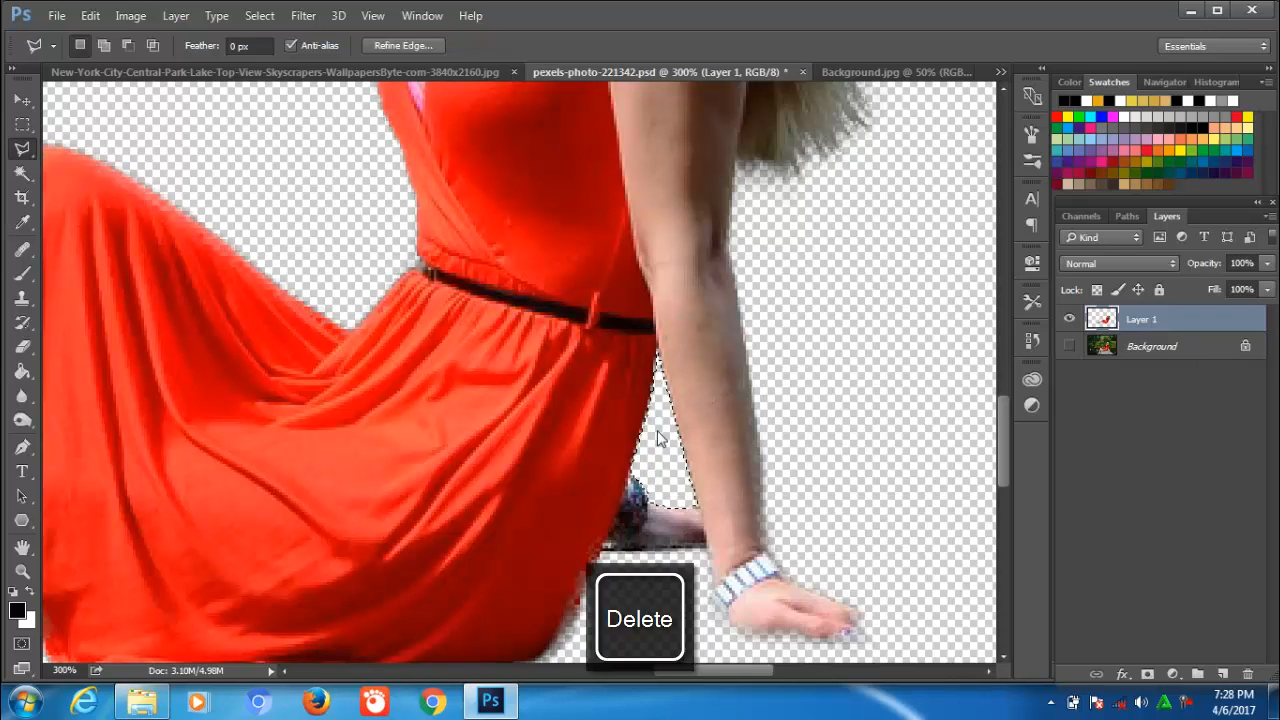 Ps File Edit Image Layer Type Select Filter 3D View Window Help
Feather: 0 px Anti-alias Refine Edge... Essentials
New-York-City-Central-Park-Lake-Top-View-Skyscrapers-WallpapersByte-com-3840x2160.jpg × pexels-photo-221342.psd @ 300% (Layer 1, RGB/8) * × Background.jpg @ 50% (RGB...
Color Swatches Navigator Histogram
Channels Paths Layers
Kind
Normal Opacity: 100%
Lock: Fill: 100%
Layer 1
Background
Delete
300% Doc: 3.10M/4.98M
Ps
7:28 PM
4/6/2017